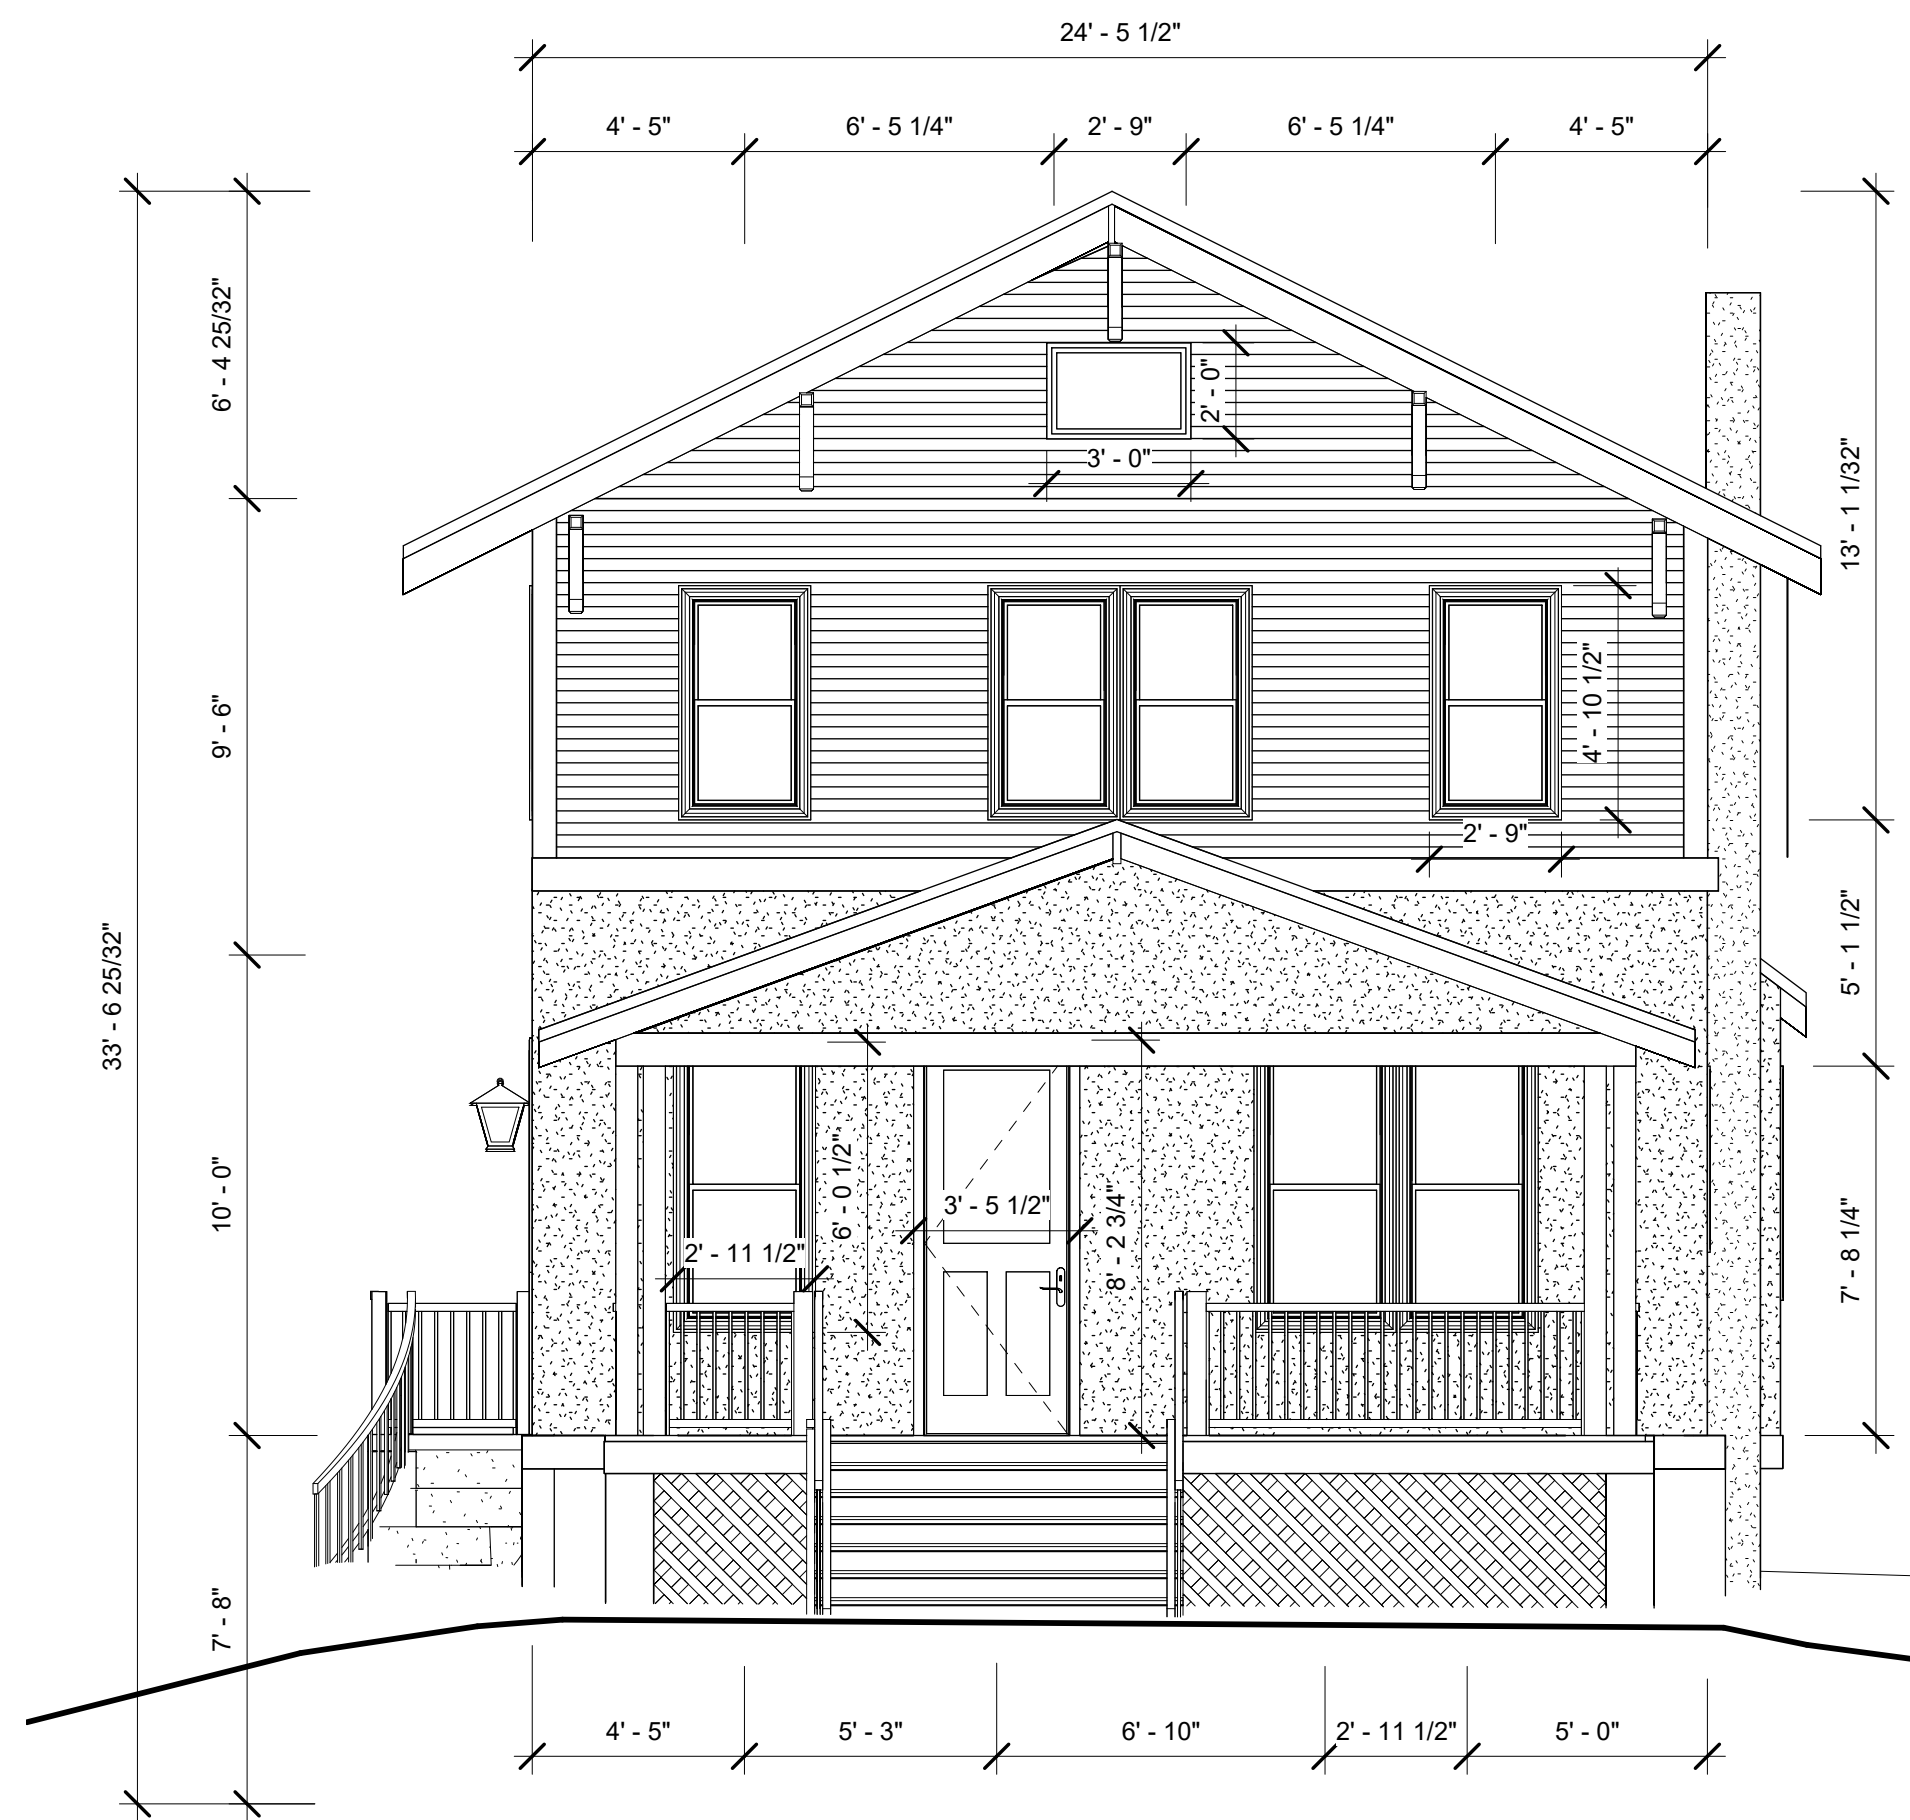 24' - 5 1/2"
4' - 5"
6' - 5 1/4"
2' - 9"
6' - 5 1/4"
4' - 5"
6' - 4 25/32"
2' - 0"
3' - 0"
13' - 1 1/32"
9' - 6"
4' - 10 1/2"
2' - 9"
33' - 6 25/32"
5' - 1 1/2"
10' - 0"
6' - 0 1/2"
3' - 5 1/2"
8' - 2 3/4"
2' - 11 1/2"
7' - 8 1/4"
7' - 8"
4' - 5"
5' - 3"
6' - 10"
2' - 11 1/2"
5' - 0"